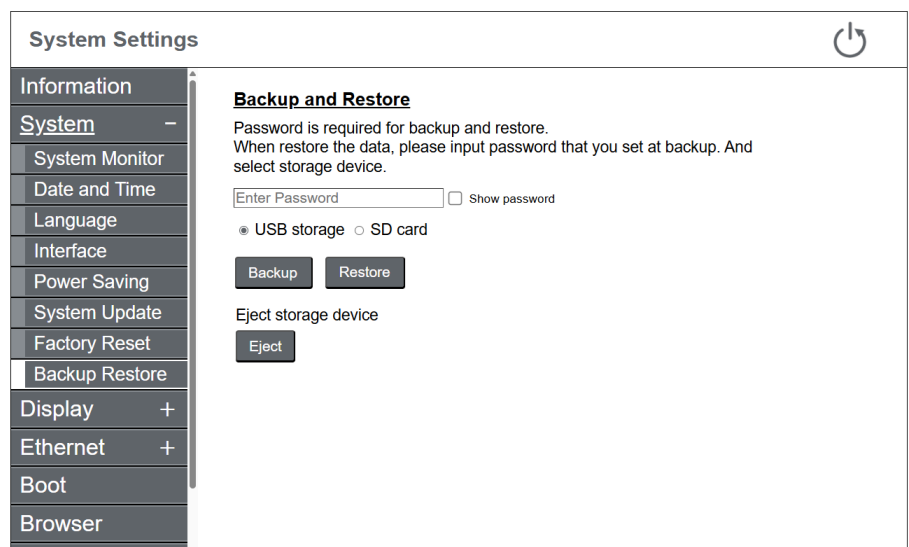 System Settings
Information
System −
System Monitor
Date and Time
Language
Interface
Power Saving
System Update
Factory Reset
Backup Restore
Display +
Ethernet +
Boot
Browser
Backup and Restore
Password is required for backup and restore.
When restore the data, please input password that you set at backup. And
select storage device.
Enter Password Show password
USB storage SD card
Backup Restore
Eject storage device
Eject